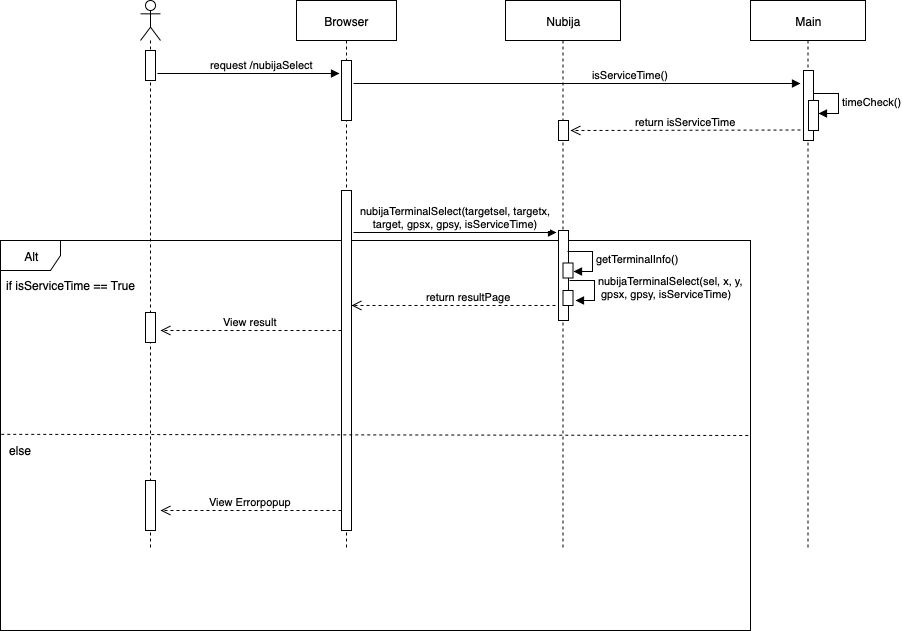 Browser
Nubija
Main
request /nubijaSelect
isServiceTime()
timeCheck()
return isServiceTime
nubijaTerminalSelect(targetsel, targetx,
target, gpsx, gpsy, isServiceTime)
Alt
getTerminalInfo()
if isServiceTime == True
nubijaTerminalSelect(sel, x, y,
gpsx, gpsy, isServiceTime)
return resultPage
View result
else
View Errorpopup